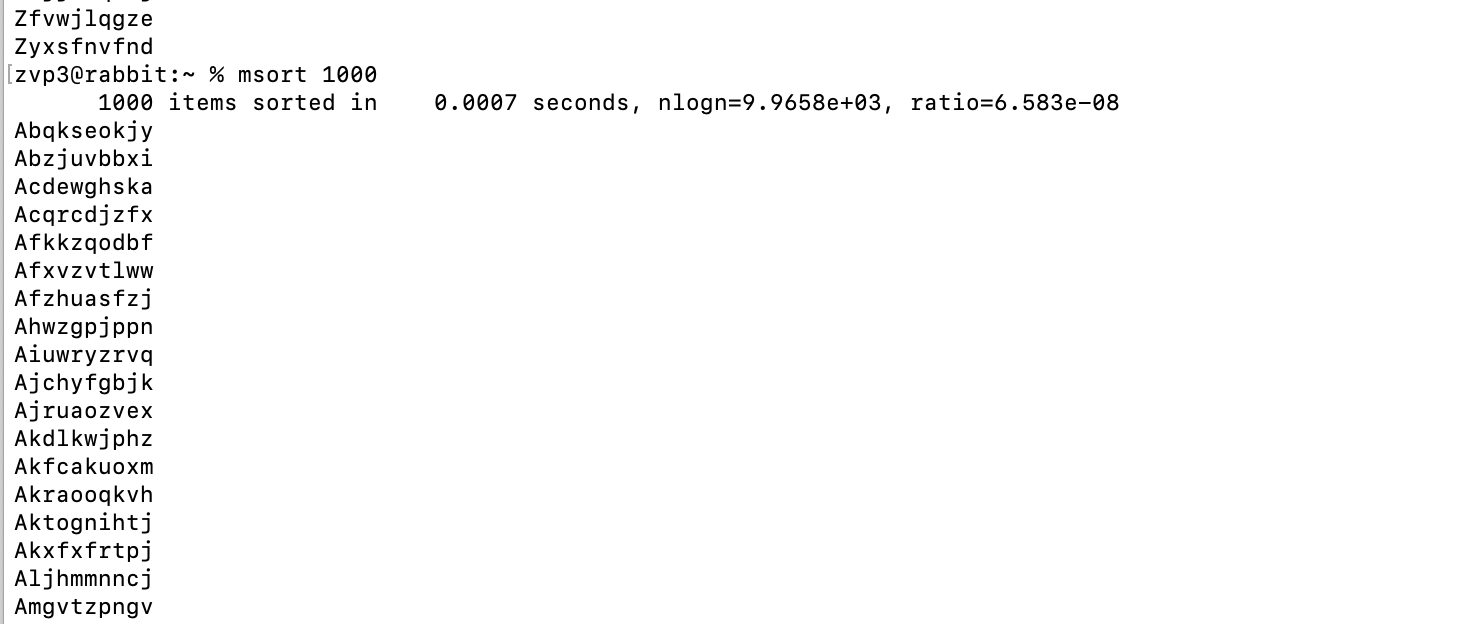 Zfvwjlqgze
Zyxsfnvfnd
[zvp3@rabbit:~ % msort 1000
      1000 items sorted in    0.0007 seconds, nlogn=9.9658e+03, ratio=6.583e-08
Abqkseokjy
Abzjuvbbxi
Acdewghska
Acqrcdjzfx
Afkkzqodbf
Afxvzvtlww
Afzhuasfzj
Ahwzgpjppn
Aiuwryzrvq
Ajchyfgbjk
Ajruaozvex
Akdlkwjphz
Akfcakuoxm
Akraooqkvh
Aktognihtj
Akxfxfrtpj
Aljhmmnncj
Amgvtzpngv